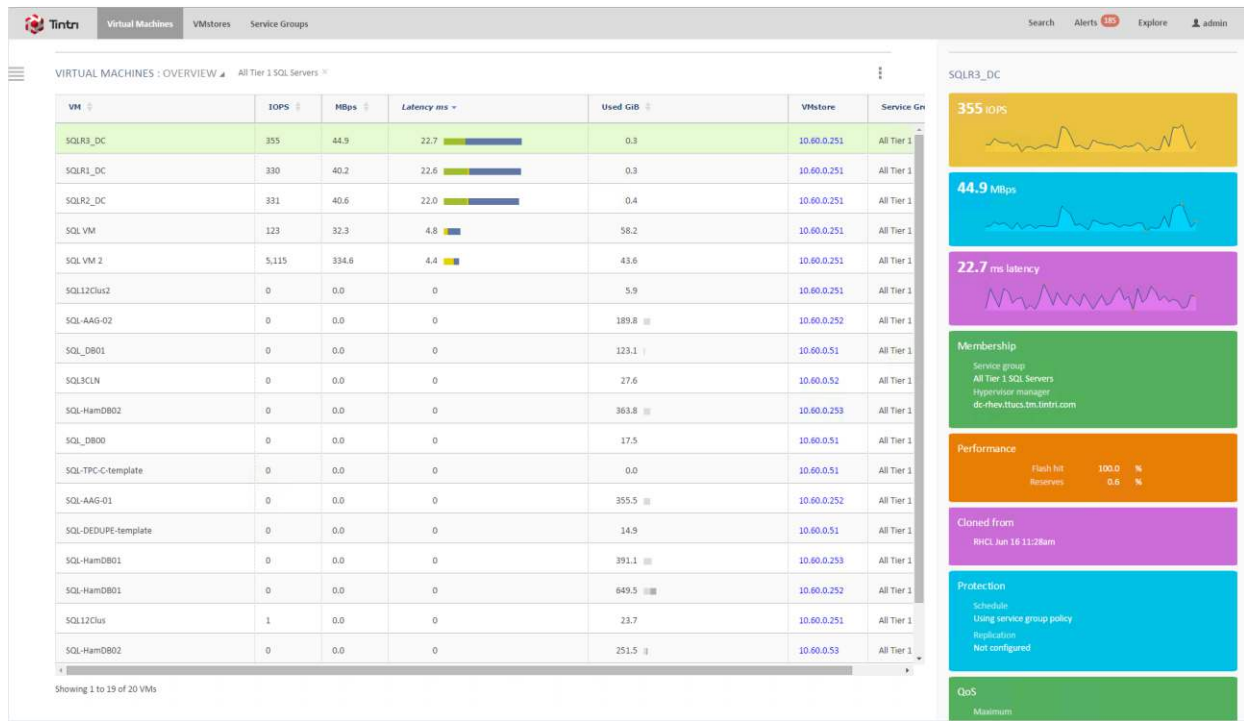 Tintri Virtual Machines VMstores Service Groups Search Alerts 185 Explore admin
VIRTUAL MACHINES : OVERVIEW All Tier 1 SQL Servers ×
VM IOPS MBps Latency ms Used GiB VMstore Service Gro
SQLR3_DC 355 44.9 22.7 0.3 10.60.0.251 All Tier 1
SQLR1_DC 330 40.2 22.6 0.3 10.60.0.251 All Tier 1
SQLR2_DC 331 40.6 22.0 0.4 10.60.0.251 All Tier 1
SQL VM 123 32.3 4.8 58.2 10.60.0.251 All Tier 1
SQL VM 2 5,115 334.6 4.4 43.6 10.60.0.251 All Tier 1
SQL12Clus2 0 0.0 0 5.9 10.60.0.251 All Tier 1
SQL-AAG-02 0 0.0 0 189.8 10.60.0.252 All Tier 1
SQL_DB01 0 0.0 0 123.1 10.60.0.51 All Tier 1
SQL3CLN 0 0.0 0 27.6 10.60.0.52 All Tier 1
SQL-HamDB02 0 0.0 0 363.8 10.60.0.253 All Tier 1
SQL_DB00 0 0.0 0 17.5 10.60.0.51 All Tier 1
SQL-TPC-C-template 0 0.0 0 0.0 10.60.0.51 All Tier 1
SQL-AAG-01 0 0.0 0 355.5 10.60.0.252 All Tier 1
SQL-DEDUPE-template 0 0.0 0 14.9 10.60.0.51 All Tier 1
SQL-HamDB01 0 0.0 0 391.1 10.60.0.253 All Tier 1
SQL-HamDB01 0 0.0 0 649.5 10.60.0.252 All Tier 1
SQL12Clus 1 0.0 0 23.7 10.60.0.251 All Tier 1
SQL-HamDB02 0 0.0 0 251.5 10.60.0.53 All Tier 1
Showing 1 to 19 of 20 VMs
SQLR3_DC
355 IOPS
44.9 MBps
22.7 ms latency
Membership
Service group
All Tier 1 SQL Servers
Hypervisor manager
dc-rhev.ttucs.tm.tintri.com
Performance
Flash hit 100.0 %
Reserves 0.6 %
Cloned from
RHCL Jun 16 11:28am
Protection
Schedule
Using service group policy
Replication
Not configured
QoS
Maximum